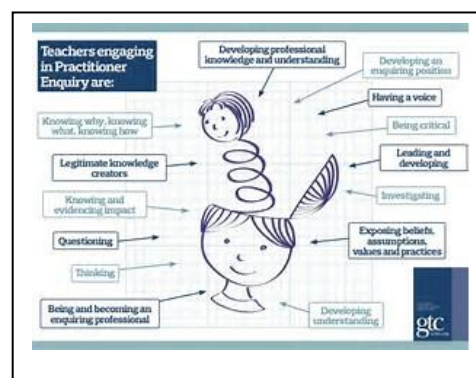 Teachers engaging
in Practitioner
Enquiry are:
Developing professional
knowledge and understanding
Developing an
enquiring position
Having a voice
Knowing why, knowing
what, knowing how
Being critical
Legitimate knowledge
creators
Leading and
developing
Knowing and
evidencing impact
Investigating
Questioning
Exposing beliefs,
assumptions,
values and practices
Thinking
Being and becoming an
enquiring professional
Developing
understanding
gtc